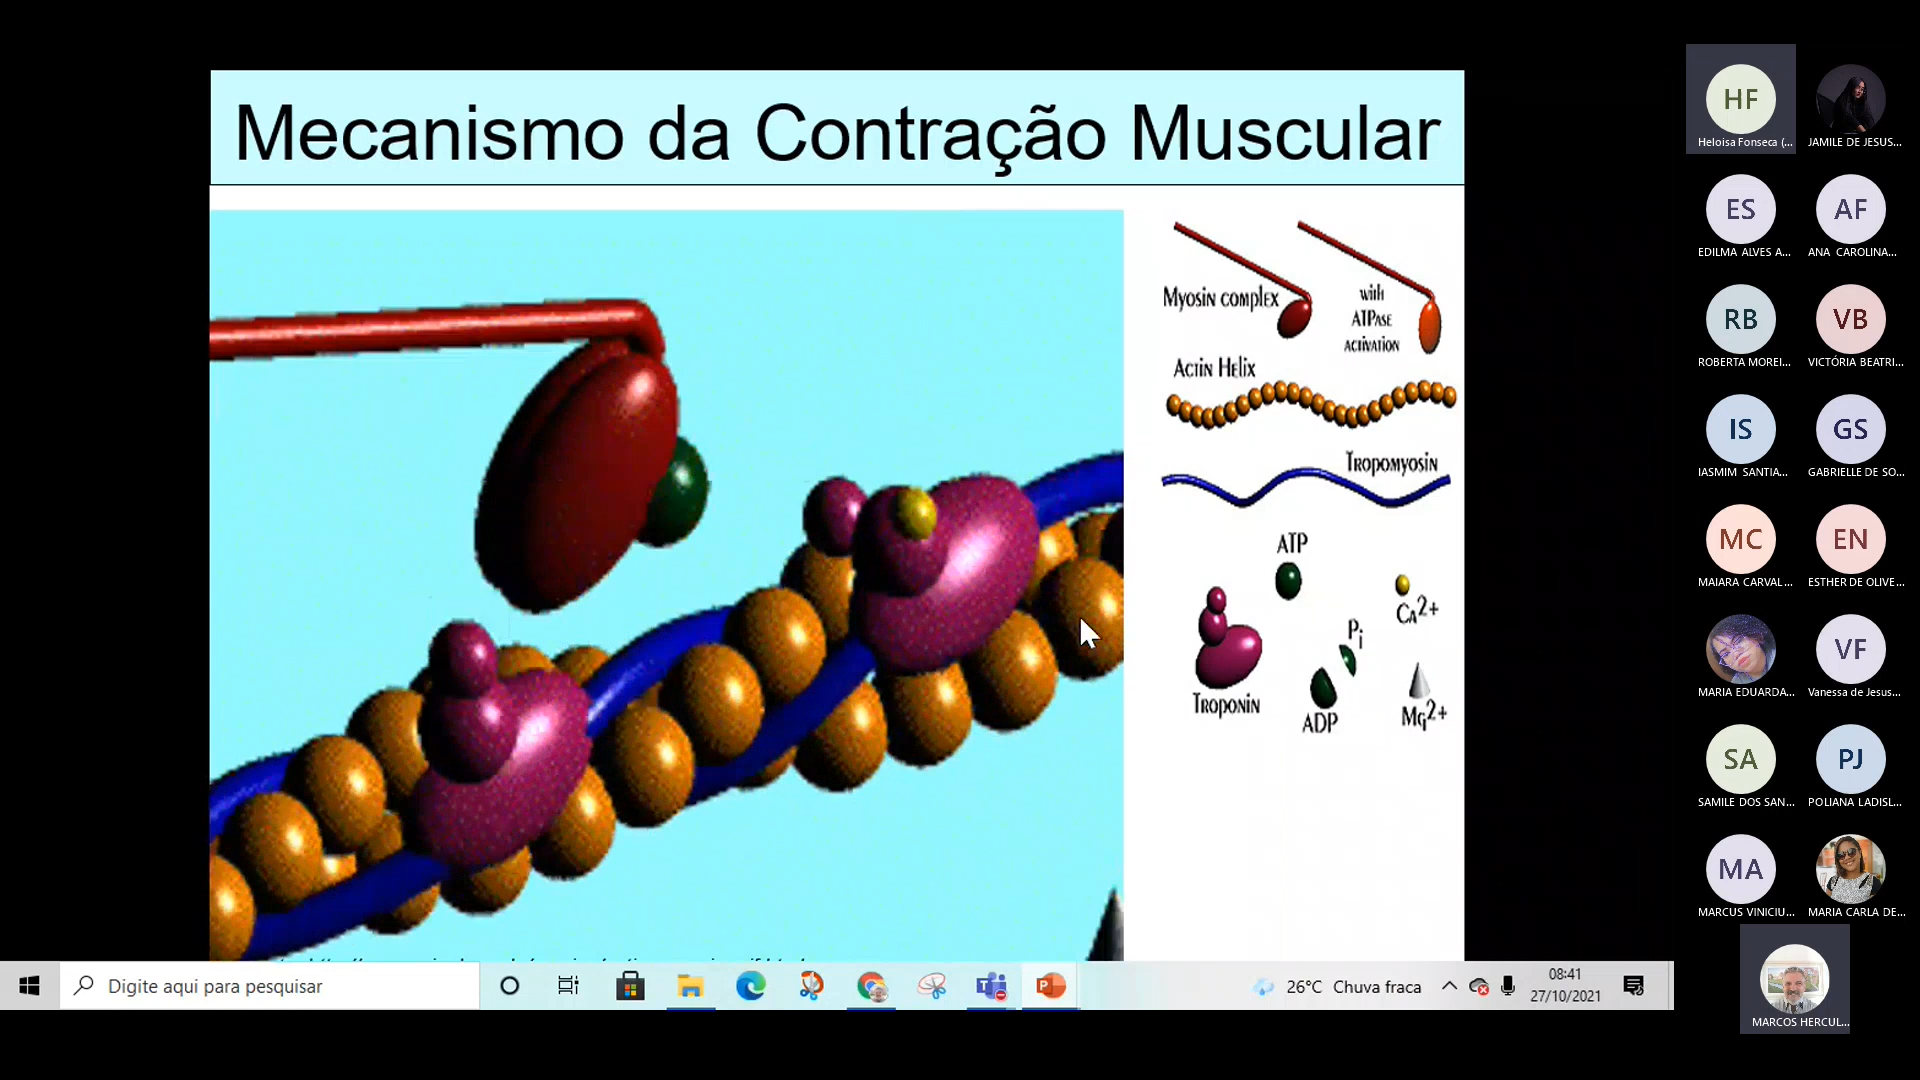 Mecanismo da Contração Muscular
Myosin complex
with
ATPase
activation
Actin Helix
Tropomyosin
ATP
Ca2+
Pi
Troponin
ADP
Mg2+
HF
Heloisa Fonseca (...
JAMILE DE JESUS...
ES
EDILMA ALVES A...
AF
ANA CAROLINA...
RB
ROBERTA MOREI...
VB
VICTÓRIA BEATRI...
IS
IASMIM SANTIA...
GS
GABRIELLE DE SO...
MC
MAIARA CARVAL...
EN
ESTHER DE OLIVE...
MARIA EDUARDA...
VF
Vanessa de Jesus...
SA
SAMILE DOS SAN...
PJ
POLIANA LADISL...
MA
MARCUS VINICIU...
MARIA CARLA DE...
MARCOS HERCUL...
Digite aqui para pesquisar
26°C Chuva fraca
08:41
27/10/2021